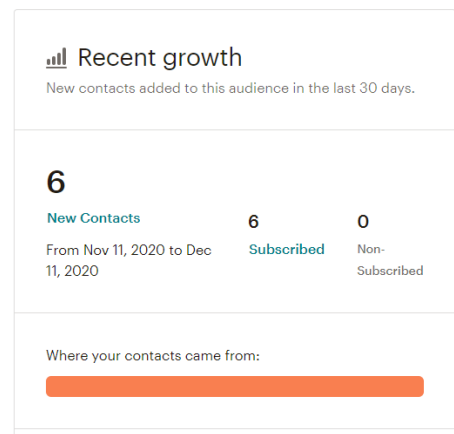 Recent growth
New contacts added to this audience in the last 30 days.
6
New Contacts
From Nov 11, 2020 to Dec
11, 2020
6
Subscribed
0
Non-
Subscribed
Where your contacts came from: